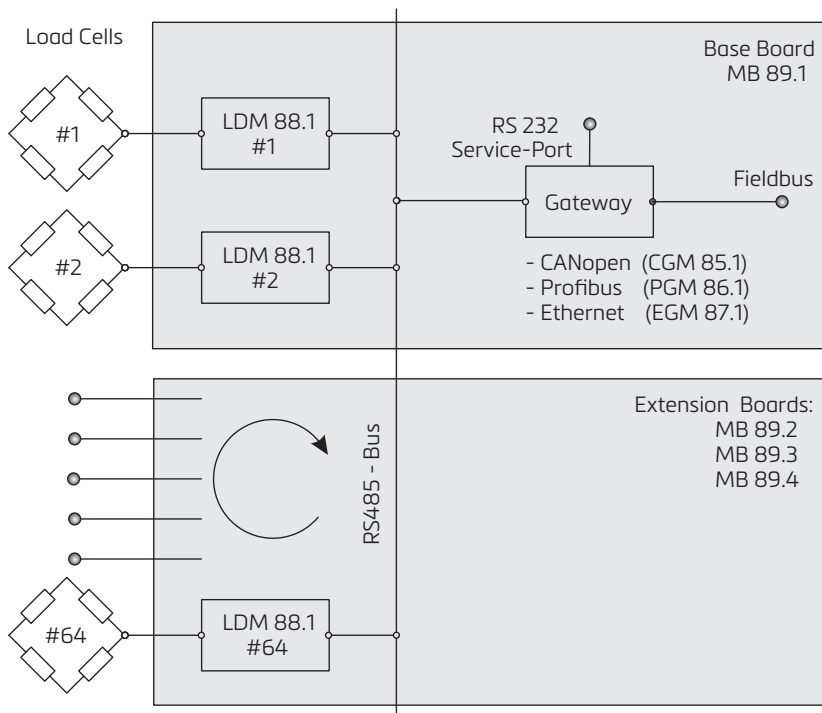 Load Cells
Base Board
MB 89.1
#1
LDM 88.1
#1
RS 232
Service-Port
Gateway
Fieldbus
#2
LDM 88.1
#2
- CANopen (CGM 85.1)
- Profibus (PGM 86.1)
- Ethernet (EGM 87.1)
Extension Boards:
MB 89.2
MB 89.3
MB 89.4
RS485 - Bus
#64
LDM 88.1
#64